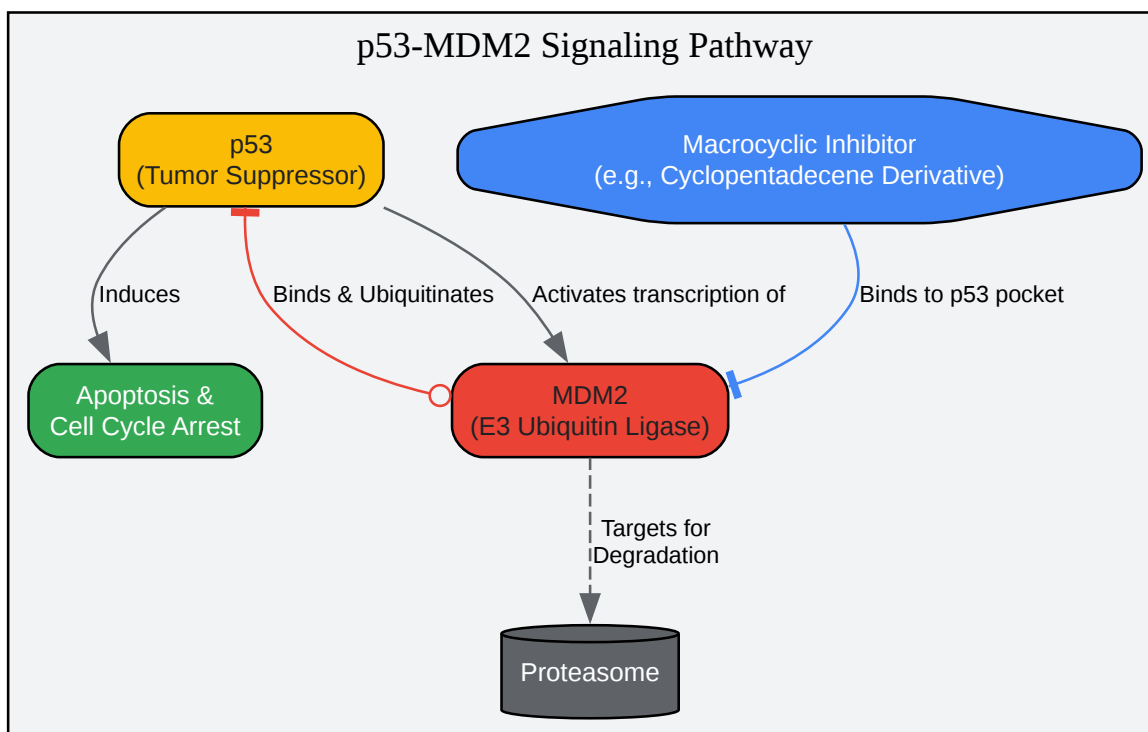 p53-MDM2 Signaling Pathway
p53
(Tumor Suppressor)
Macrocyclic Inhibitor
(e.g., Cyclopentadecene Derivative)
Induces
Binds & Ubiquitinates
Activates transcription of
Binds to p53 pocket
Apoptosis &
Cell Cycle Arrest
MDM2
(E3 Ubiquitin Ligase)
Targets for
Degradation
Proteasome